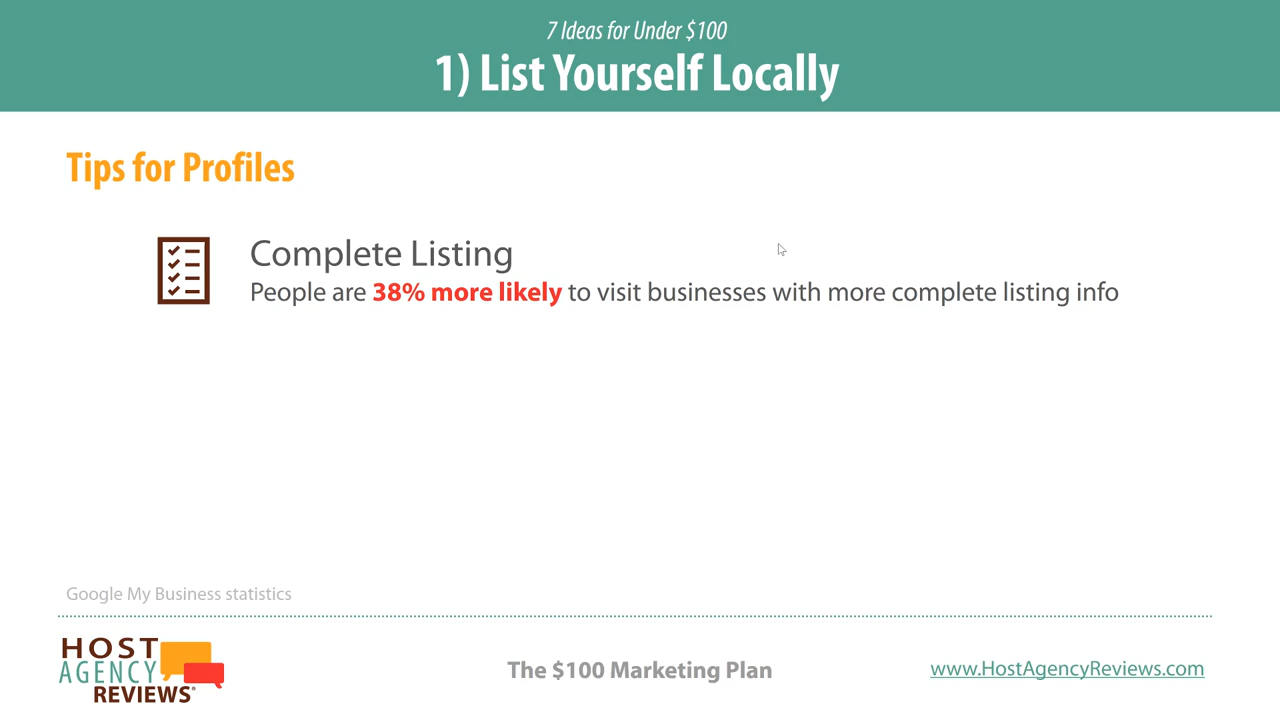 7 Ideas for Under $100
1) List Yourself Locally
Tips for Profiles
Complete Listing
People are 38% more likely to visit businesses with more complete listing info
Google My Business statistics
HOST
AGENCY
REVIEWS®
The $100 Marketing Plan
www.HostAgencyReviews.com